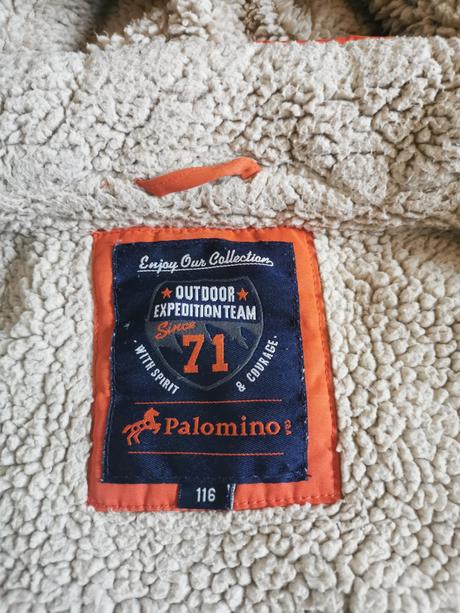 Enjoy Our Collection
OUTDOOR
EXPEDITION TEAM
Since
71
· WITH SPIRIT
& COURAGE ·
Palomino
116